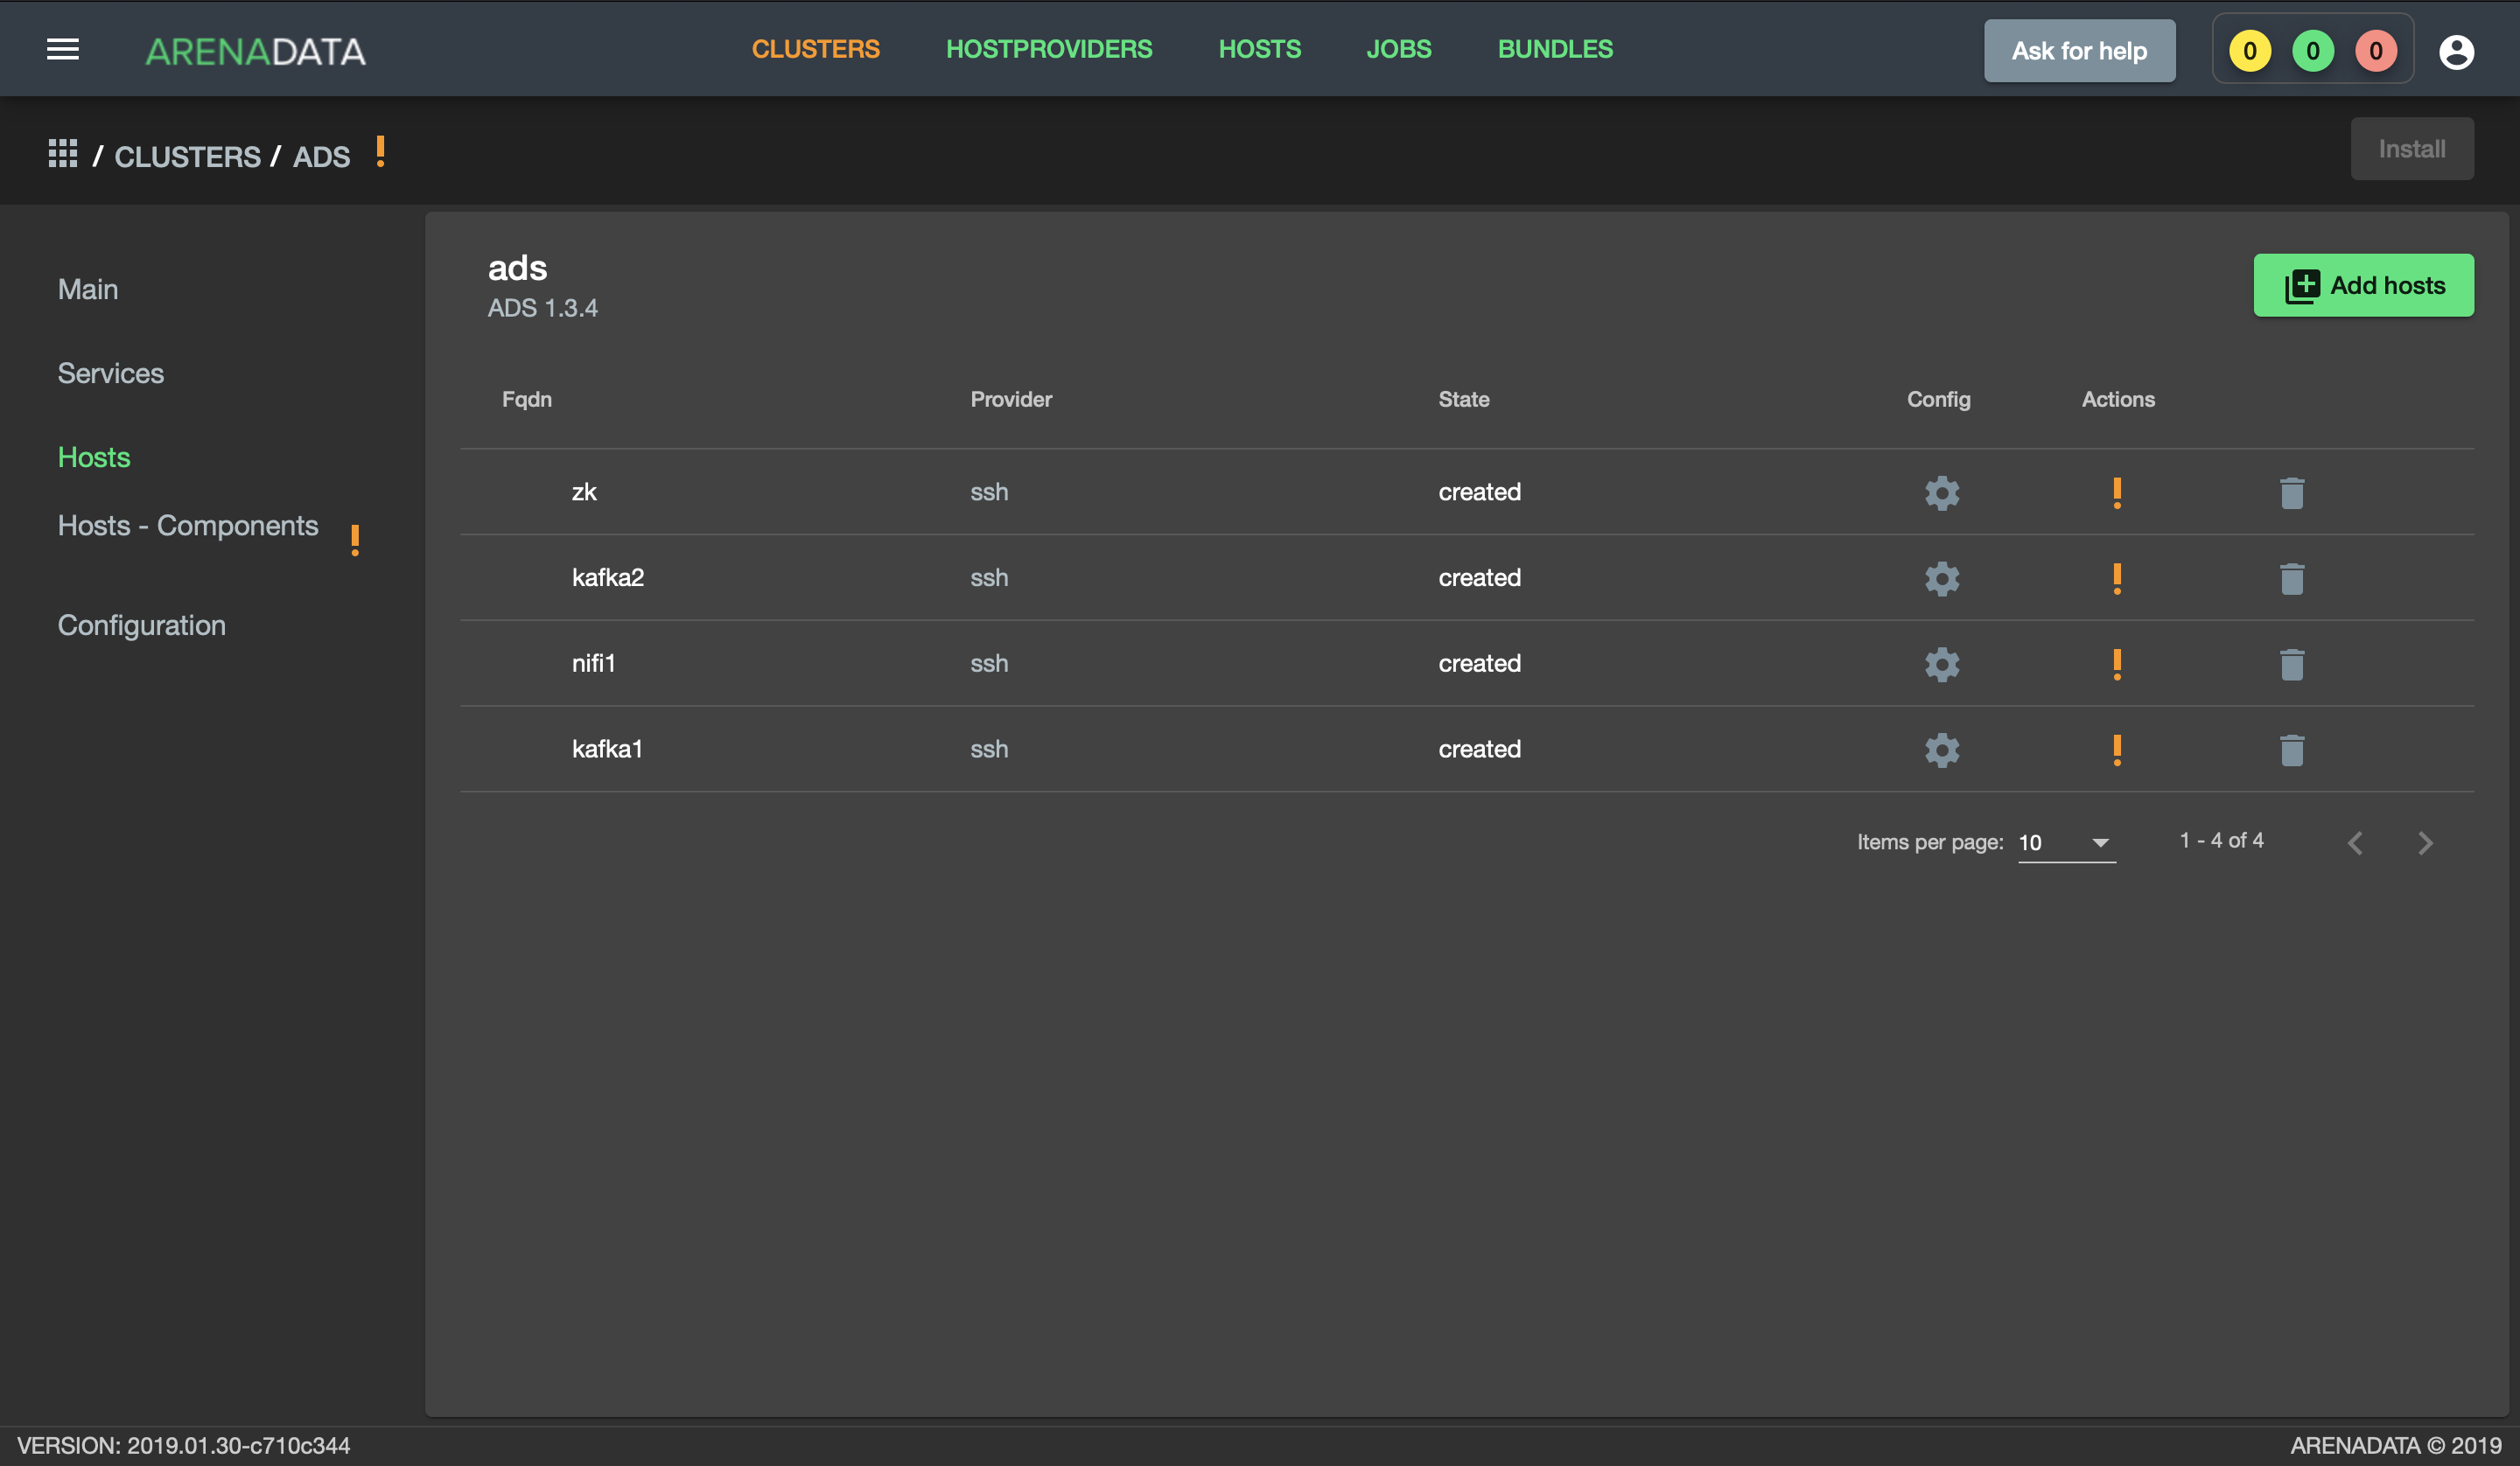 ARENADATA CLUSTERS HOSTPROVIDERS HOSTS JOBS BUNDLES Ask for help 0 0 0
/ CLUSTERS / ADS ! Install
Main
Services
Hosts
Hosts - Components !
Configuration
ads
ADS 1.3.4
Add hosts
Fqdn Provider State Config Actions
zk ssh created !
kafka2 ssh created !
nifi1 ssh created !
kafka1 ssh created !
Items per page: 10 1 - 4 of 4
VERSION: 2019.01.30-c710c344 ARENADATA © 2019